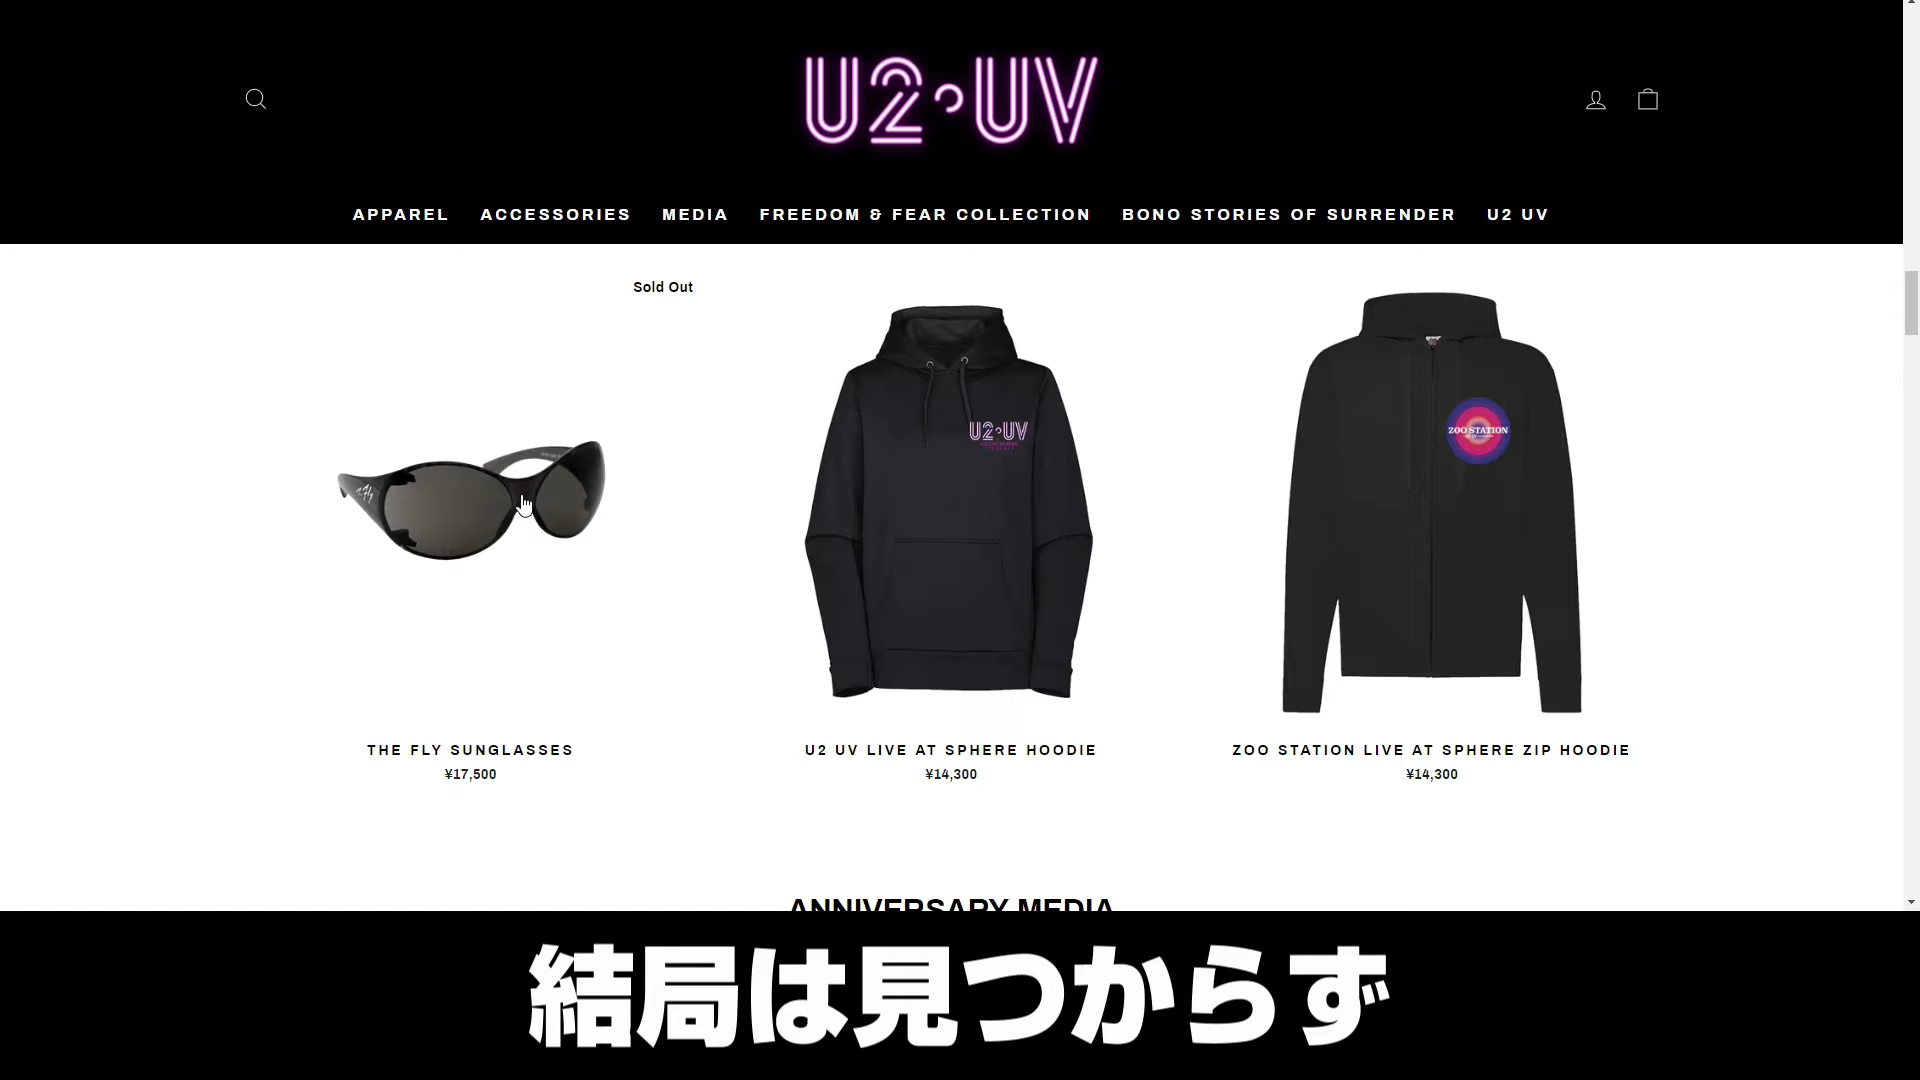 U2 UV
APPAREL ACCESSORIES MEDIA FREEDOM & FEAR COLLECTION BONO STORIES OF SURRENDER U2 UV
Sold Out
U2 UV
ZOO STATION
THE FLY SUNGLASSES
¥17,500
U2 UV LIVE AT SPHERE HOODIE
¥14,300
ZOO STATION LIVE AT SPHERE ZIP HOODIE
¥14,300
ANNIVERSARY MEDIA
結局は見つからず